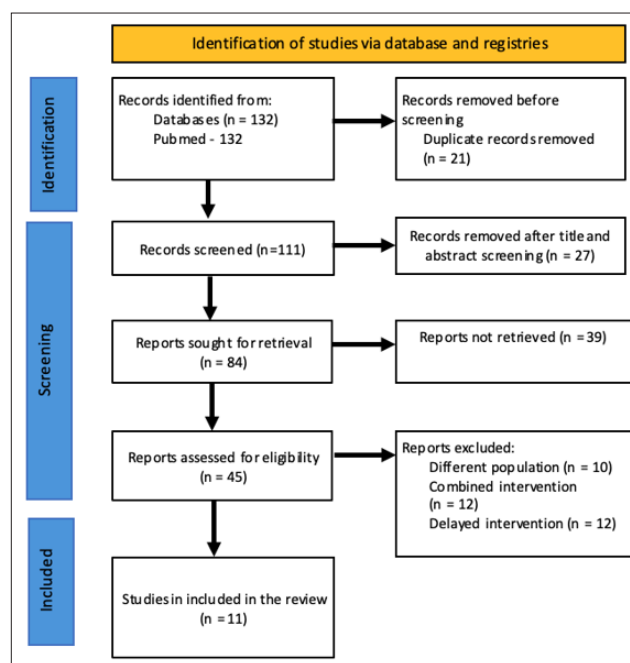 Identification of studies via database and registries
Identification
Records identified from:
Databases (n = 132)
Pubmed - 132
Records removed before
screening
Duplicate records removed
(n = 21)
Screening
Records screened (n=111)
Records removed after title and
abstract screening (n = 27)
Reports sought for retrieval
(n = 84)
Reports not retrieved (n = 39)
Reports assessed for eligibility
(n = 45)
Reports excluded:
Different population (n = 10)
Combined intervention
(n = 12)
Delayed intervention (n = 12)
Included
Studies in included in the review
(n = 11)